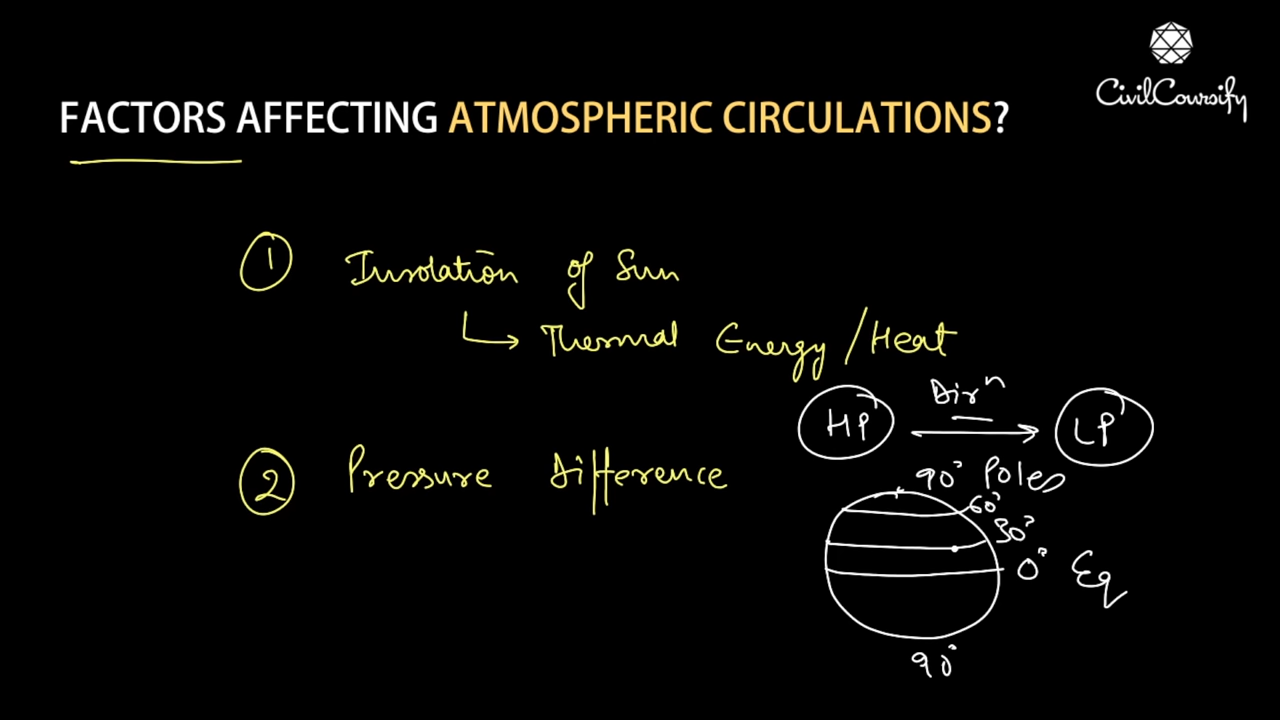 CivilCoursify
FACTORS AFFECTING ATMOSPHERIC CIRCULATIONS?
1 Insolation of Sun
Thermal Energy/Heat
Dirⁿ
HP LP
2 Pressure Difference
90° Poles
60°
30°
0° Eq
90°